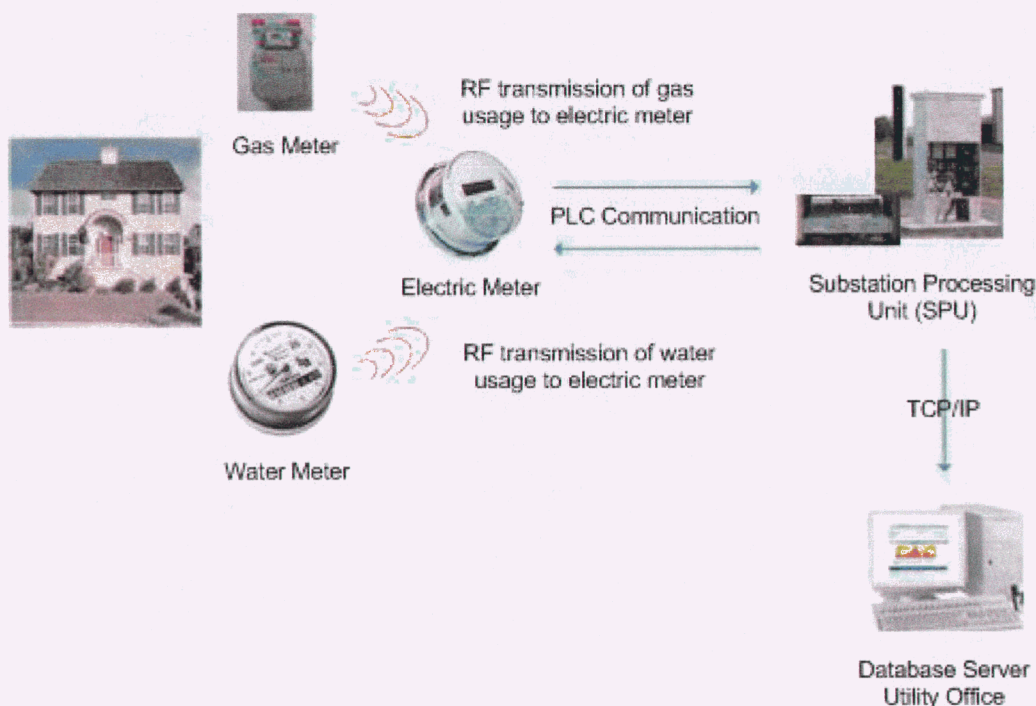 RF transmission of gas
usage to electric meter
Gas Meter
PLC Communication
Electric Meter
Substation Processing
Unit (SPU)
RF transmission of water
usage to electric meter
TCP/IP
Water Meter
Database Server
Utility Office